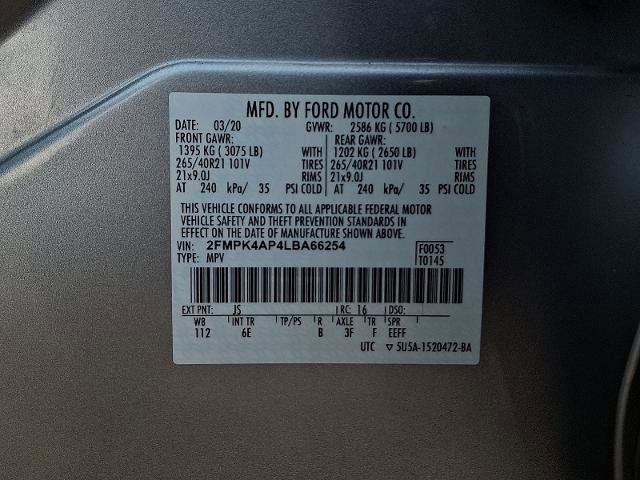 MFD. BY FORD MOTOR CO.
DATE: 03/20 GVWR: 2586 KG ( 5700 LB)
FRONT GAWR: REAR GAWR:
1395 KG ( 3075 LB) WITH 1202 KG ( 2650 LB) WITH
265/40R21 101V TIRES 265/40R21 101V TIRES
21x9.0J RIMS 21x9.0J RIMS
AT 240 kPa/ 35 PSI COLD AT 240 kPa/ 35 PSI COLD
THIS VEHICLE CONFORMS TO ALL APPLICABLE FEDERAL MOTOR
VEHICLE SAFETY AND THEFT PREVENTION STANDARDS IN
EFFECT ON THE DATE OF MANUFACTURE SHOWN ABOVE.
VIN: 2FMPK4AP4LBA66254 F0053
TYPE: MPV T0145
EXT PNT: JS RC: 16 DSO:
WB INT TR TP/PS R AXLE TR SPR
112 6E B 3F F EEFF
UTC ▽ 5U5A-1520472-BA